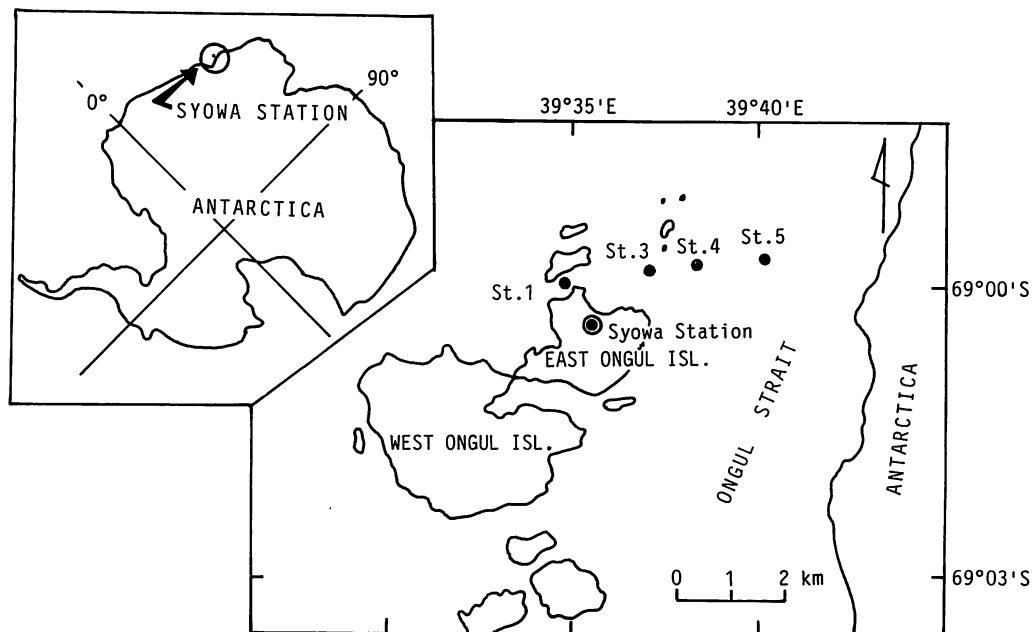 0°
90°
SYOWA STATION
ANTARCTICA
39°35'E
39°40'E
St.1
St.3
St.4
St.5
69°00'S
Syowa Station
EAST ONGUL ISL.
WEST ONGUL ISL.
ONGUL STRAIT
ANTARCTICA
0 1 2 km
69°03'S